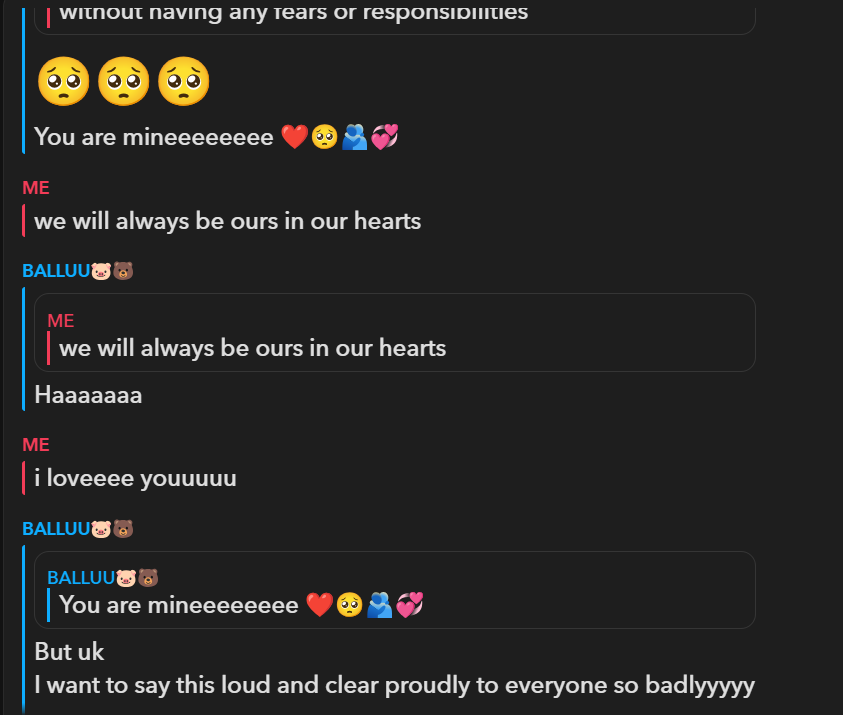 without having any fears or responsibilities
🥺🥺🥺
You are mineeeeeeee ❤️🥺🫂💞
ME
we will always be ours in our hearts
BALLUU🐷🐻
ME
we will always be ours in our hearts
Haaaaaaa
ME
i loveeee youuuuu
BALLUU🐷🐻
BALLUU🐷🐻
You are mineeeeeeee ❤️🥺🫂💞
But uk
I want to say this loud and clear proudly to everyone so badlyyyyy